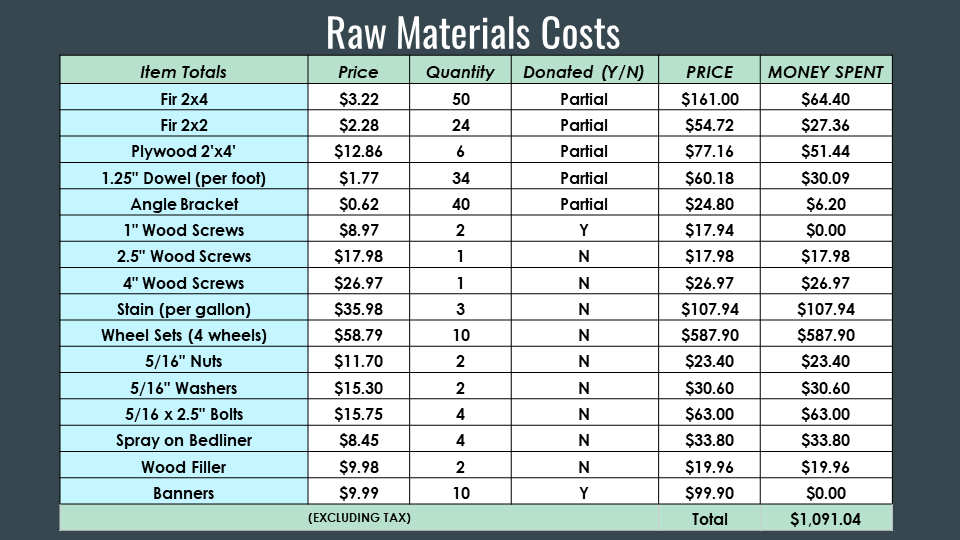 Raw Materials Costs
Item Totals Price Quantity Donated (Y/N) PRICE MONEY SPENT
Fir 2x4 $3.22 50 Partial $161.00 $64.40
Fir 2x2 $2.28 24 Partial $54.72 $27.36
Plywood 2'x4' $12.86 6 Partial $77.16 $51.44
1.25" Dowel (per foot) $1.77 34 Partial $60.18 $30.09
Angle Bracket $0.62 40 Partial $24.80 $6.20
1" Wood Screws $8.97 2 Y $17.94 $0.00
2.5" Wood Screws $17.98 1 N $17.98 $17.98
4" Wood Screws $26.97 1 N $26.97 $26.97
Stain (per gallon) $35.98 3 N $107.94 $107.94
Wheel Sets (4 wheels) $58.79 10 N $587.90 $587.90
5/16" Nuts $11.70 2 N $23.40 $23.40
5/16" Washers $15.30 2 N $30.60 $30.60
5/16 x 2.5" Bolts $15.75 4 N $63.00 $63.00
Spray on Bedliner $8.45 4 N $33.80 $33.80
Wood Filler $9.98 2 N $19.96 $19.96
Banners $9.99 10 Y $99.90 $0.00
(EXCLUDING TAX) Total $1,091.04